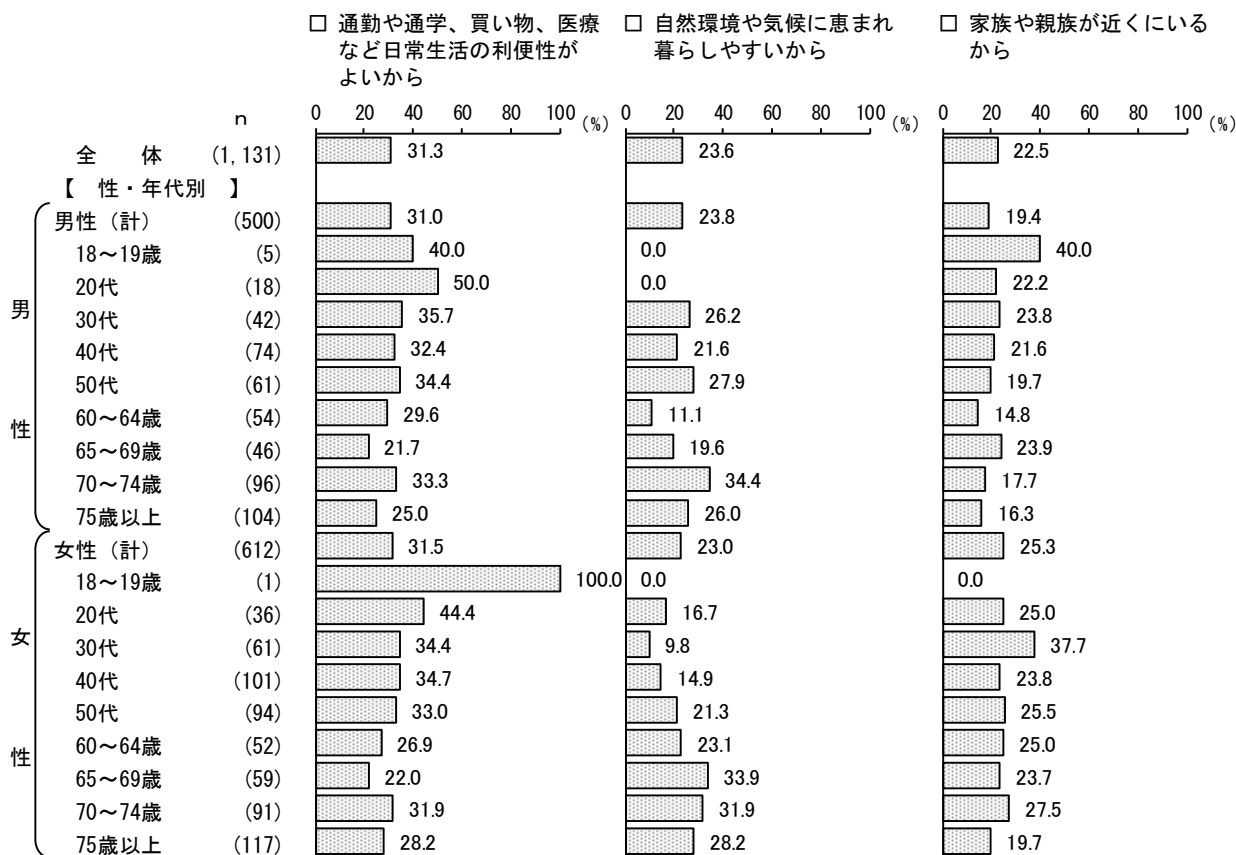 □ 通勤や通学、買い物、医療など日常生活の利便性がよいから
□ 自然環境や気候に恵まれ暮らしやすいから
□ 家族や親族が近くにいるから
n 0 20 40 60 80 100 (%) 0 20 40 60 80 100 (%) 0 20 40 60 80 100 (%)
全 体 (1,131) 31.3 23.6 22.5
【 性・年代別 】
男性(計) (500) 31.0 23.8 19.4
18～19歳 (5) 40.0 0.0 40.0
20代 (18) 50.0 0.0 22.2
男
30代 (42) 35.7 26.2 23.8
40代 (74) 32.4 21.6 21.6
50代 (61) 34.4 27.9 19.7
60～64歳 (54) 29.6 11.1 14.8
性
65～69歳 (46) 21.7 19.6 23.9
70～74歳 (96) 33.3 34.4 17.7
75歳以上 (104) 25.0 26.0 16.3
女性(計) (612) 31.5 23.0 25.3
18～19歳 (1) 100.0 0.0 0.0
20代 (36) 44.4 16.7 25.0
女
30代 (61) 34.4 9.8 37.7
40代 (101) 34.7 14.9 23.8
50代 (94) 33.0 21.3 25.5
60～64歳 (52) 26.9 23.1 25.0
性
65～69歳 (59) 22.0 33.9 23.7
70～74歳 (91) 31.9 31.9 27.5
75歳以上 (117) 28.2 28.2 19.7